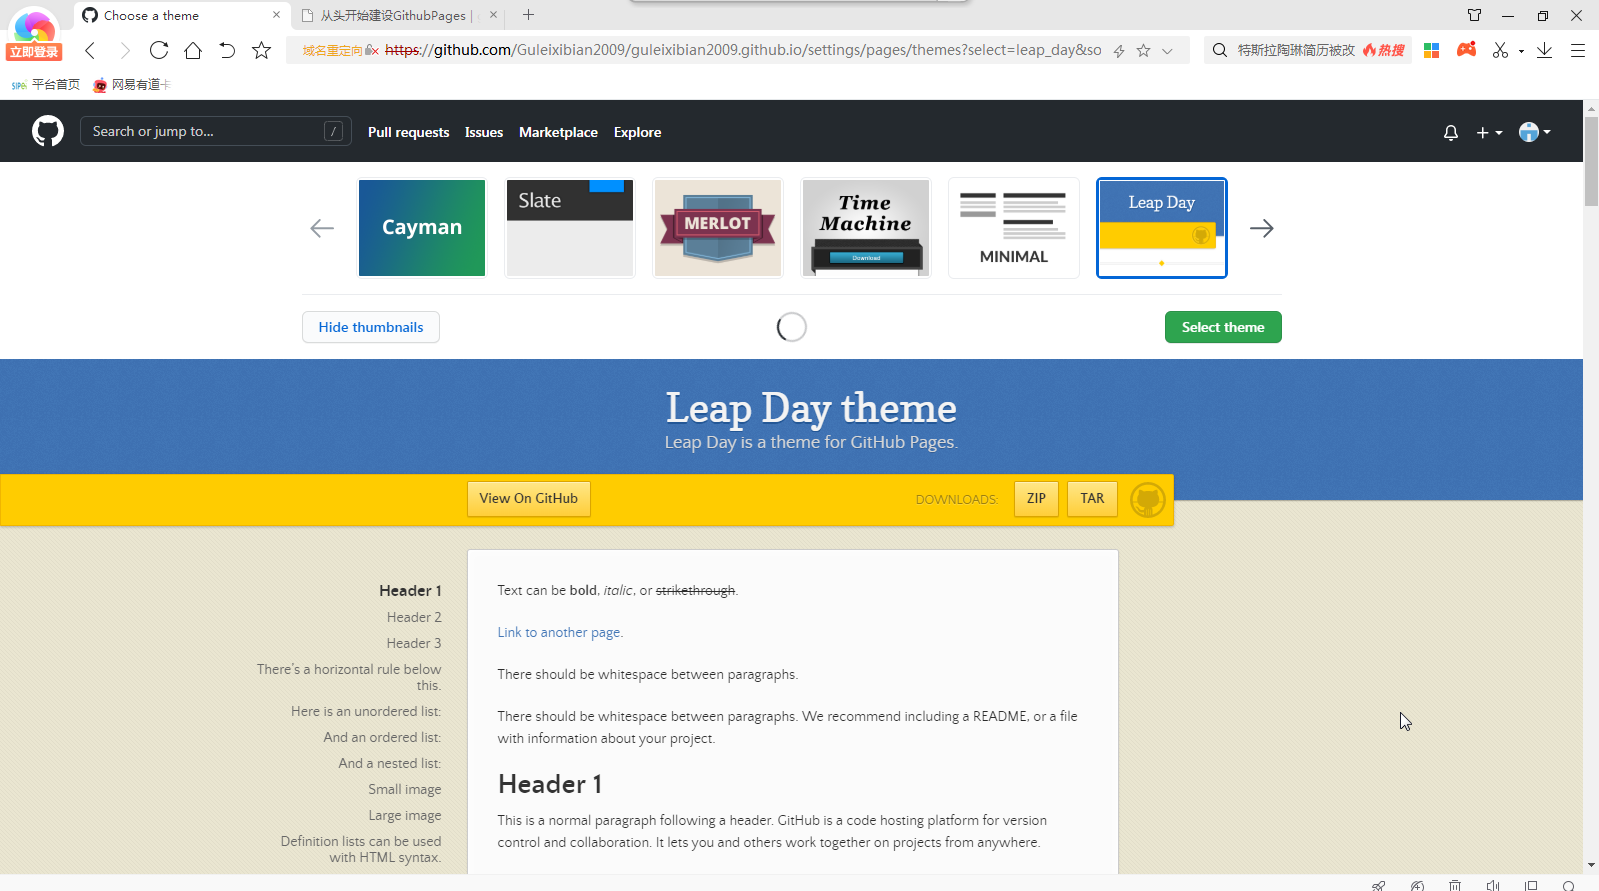 Choose a theme
从头开始建设GithubPages |
立即登录
域名重定向 https://github.com/Guleixibian2009/guleixibian2009.github.io/settings/pages/themes?select=leap_day&so
特斯拉陶琳简历被改 热搜
平台首页 网易有道卡
Search or jump to... /
Pull requests Issues Marketplace Explore
Cayman
Slate
MERLOT
Time
Machine
Download
MINIMAL
Leap Day
Hide thumbnails
Select theme
Leap Day theme
Leap Day is a theme for GitHub Pages.
View On GitHub DOWNLOADS: ZIP TAR
Header 1
Header 2
Header 3
There's a horizontal rule below
this.
Here is an unordered list:
And an ordered list:
And a nested list:
Small image
Large image
Definition lists can be used
with HTML syntax.
Text can be bold, italic, or strikethrough.
Link to another page.
There should be whitespace between paragraphs.
There should be whitespace between paragraphs. We recommend including a README, or a file
with information about your project.
Header 1
This is a normal paragraph following a header. GitHub is a code hosting platform for version
control and collaboration. It lets you and others work together on projects from anywhere.